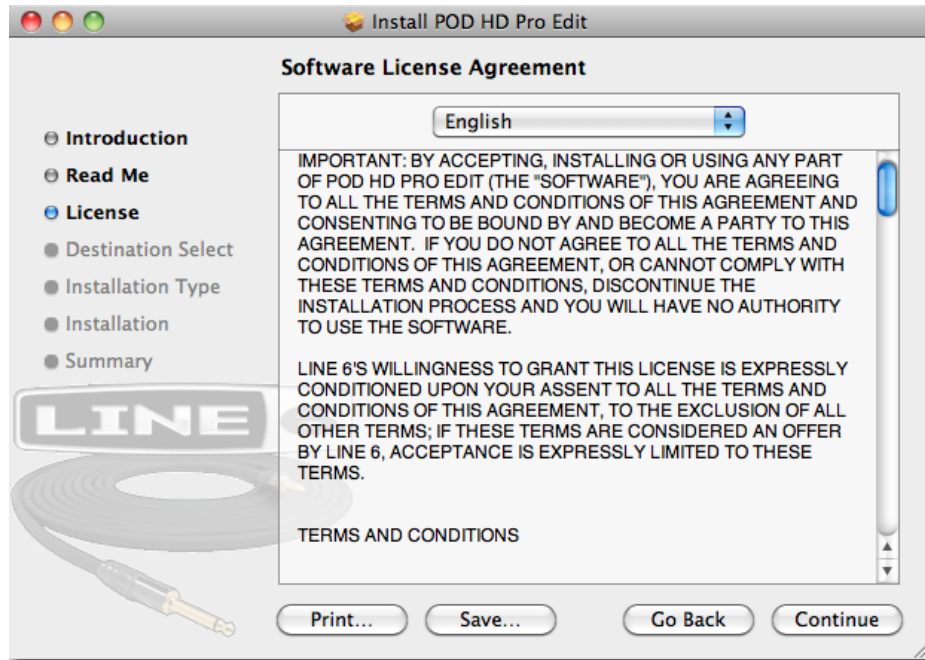 Install POD HD Pro Edit
Software License Agreement
Introduction
Read Me
License
Destination Select
Installation Type
Installation
Summary
LINE
English
IMPORTANT: BY ACCEPTING, INSTALLING OR USING ANY PART
OF POD HD PRO EDIT (THE "SOFTWARE"), YOU ARE AGREEING
TO ALL THE TERMS AND CONDITIONS OF THIS AGREEMENT AND
CONSENTING TO BE BOUND BY AND BECOME A PARTY TO THIS
AGREEMENT.  IF YOU DO NOT AGREE TO ALL THE TERMS AND
CONDITIONS OF THIS AGREEMENT, OR CANNOT COMPLY WITH
THESE TERMS AND CONDITIONS, DISCONTINUE THE
INSTALLATION PROCESS AND YOU WILL HAVE NO AUTHORITY
TO USE THE SOFTWARE.
LINE 6'S WILLINGNESS TO GRANT THIS LICENSE IS EXPRESSLY
CONDITIONED UPON YOUR ASSENT TO ALL THE TERMS AND
CONDITIONS OF THIS AGREEMENT, TO THE EXCLUSION OF ALL
OTHER TERMS; IF THESE TERMS ARE CONSIDERED AN OFFER
BY LINE 6, ACCEPTANCE IS EXPRESSLY LIMITED TO THESE
TERMS.
TERMS AND CONDITIONS
Print...
Save...
Go Back
Continue